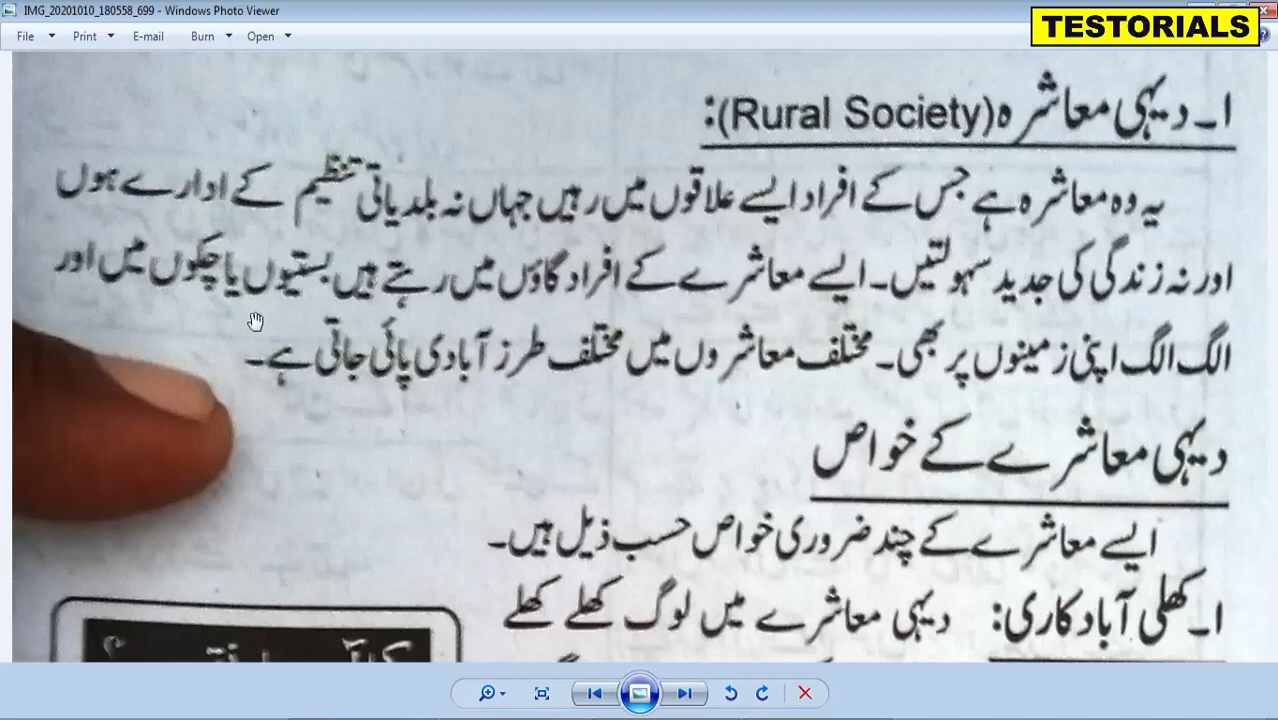 IMG_20201010_180558_699 - Windows Photo Viewer
TESTORIALS
File Print E-mail Burn Open
۱۔ دیہی معاشرہ (Rural Society):
یہ وہ معاشرہ ہے جس کے افراد ایسے علاقوں میں رہیں جہاں نہ بلدیاتی تنظیم کے ادارے ہوں
اور نہ زندگی کی جدید سہولتیں۔ ایسے معاشرے کے افراد گاؤں میں رہتے ہیں بستیوں یا چکوں میں اور
الگ الگ اپنی زمینوں پر بھی۔ مختلف معاشروں میں مختلف طرز آبادی پائی جاتی ہے۔
دیہی معاشرے کے خواص
ایسے معاشرے کے چند ضروری خواص حسب ذیل ہیں۔
۱۔ کھلی آبادکاری: دیہی معاشرے میں لوگ کھلے کھلے